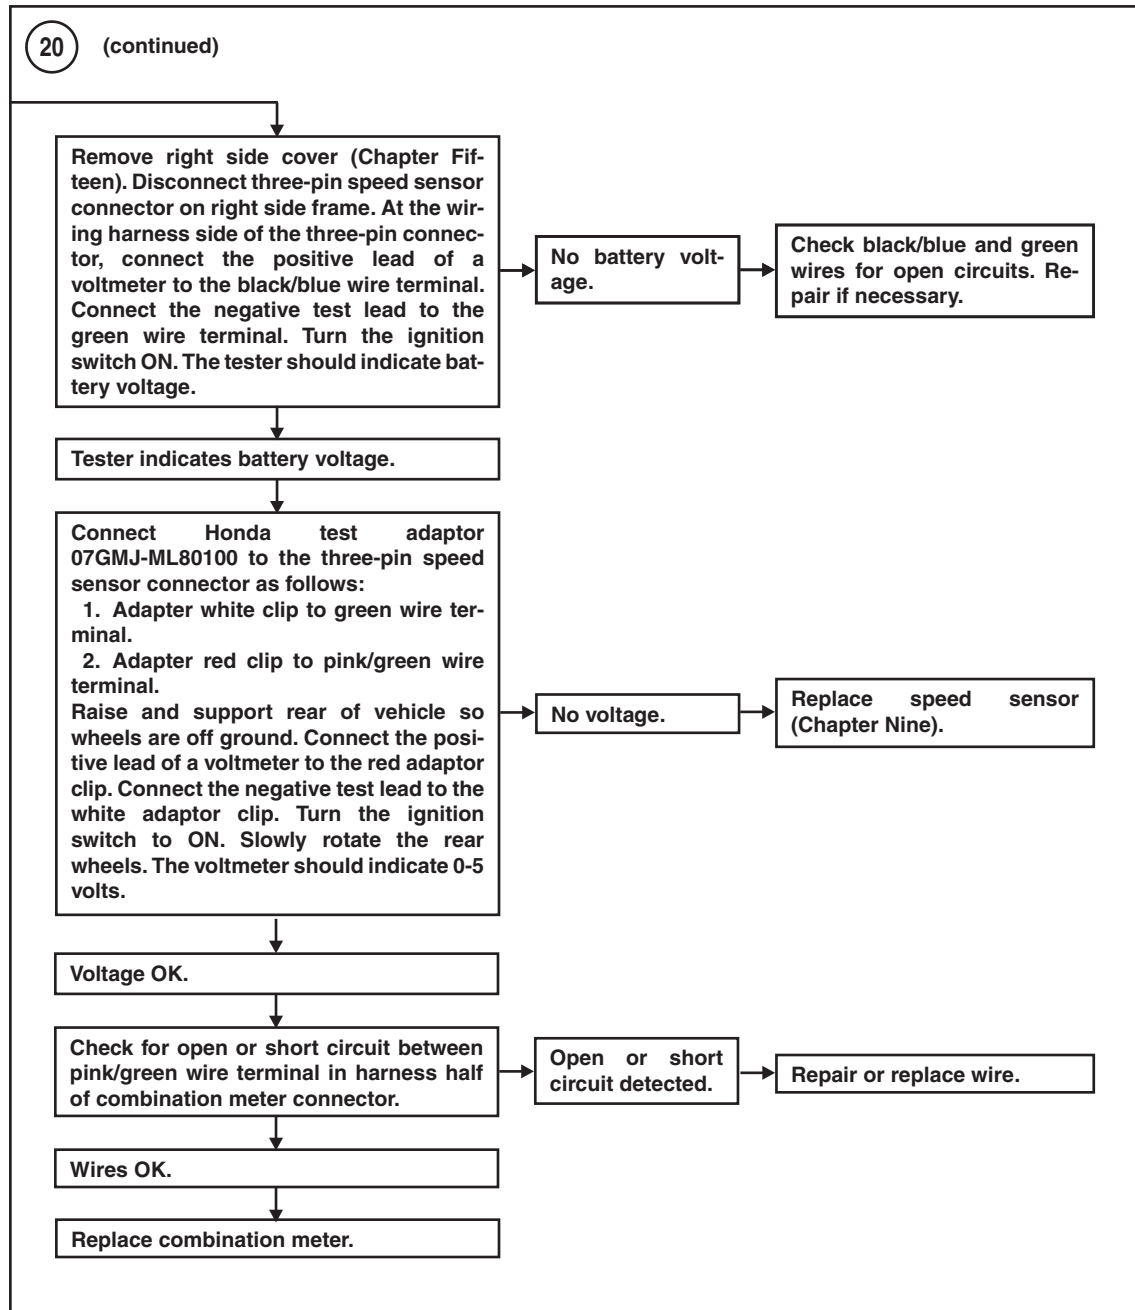 20 (continued)
Remove right side cover (Chapter Fif-
teen). Disconnect three-pin speed sensor
connector on right side frame. At the wir-
ing harness side of the three-pin connec-
tor, connect the positive lead of a
voltmeter to the black/blue wire terminal.
Connect the negative test lead to the
green wire terminal. Turn the ignition
switch ON. The tester should indicate bat-
tery voltage.
No battery volt-
age.
Check black/blue and green
wires for open circuits. Re-
pair if necessary.
Tester indicates battery voltage.
Connect Honda test adaptor
07GMJ-ML80100 to the three-pin speed
sensor connector as follows:
1. Adapter white clip to green wire ter-
minal.
2. Adapter red clip to pink/green wire
terminal.
Raise and support rear of vehicle so
wheels are off ground. Connect the posi-
tive lead of a voltmeter to the red adaptor
clip. Connect the negative test lead to the
white adaptor clip. Turn the ignition
switch to ON. Slowly rotate the rear
wheels. The voltmeter should indicate 0-5
volts.
No voltage.
Replace speed sensor
(Chapter Nine).
Voltage OK.
Check for open or short circuit between
pink/green wire terminal in harness half
of combination meter connector.
Open or short
circuit detected.
Repair or replace wire.
Wires OK.
Replace combination meter.